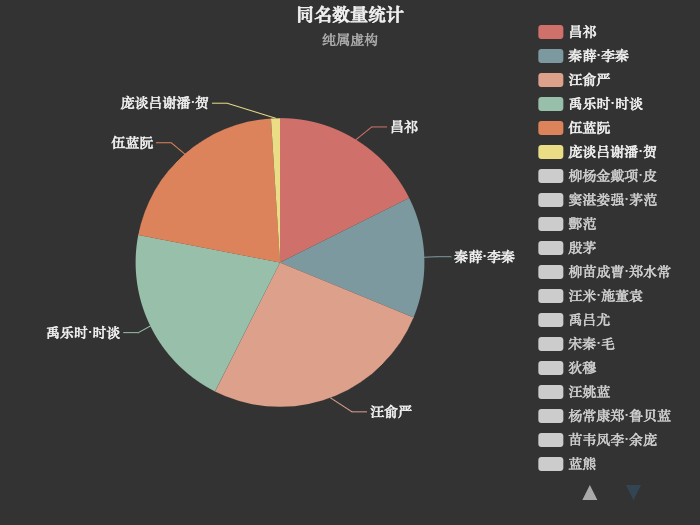 同名数量统计
纯属虚构
庞谈吕谢潘·贺
伍蓝阮
昌祁
秦薛·李秦
禹乐时·时谈
汪俞严
昌祁
秦薛·李秦
汪俞严
禹乐时·时谈
伍蓝阮
庞谈吕谢潘·贺
柳杨金戴项·皮
窦湛娄强·茅范
酆范
殷茅
柳苗成曹·郑水常
汪米·施董袁
禹吕尤
宋秦·毛
狄穆
汪姚蓝
杨常康郑·鲁贝蓝
苗韦凤李·余庞
蓝熊